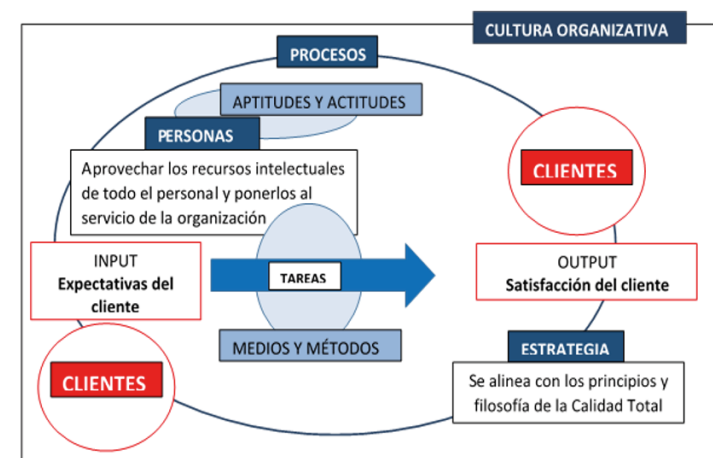 CULTURA ORGANIZATIVA
PROCESOS
APTITUDES Y ACTITUDES
PERSONAS
Aprovechar los recursos intelectuales
de todo el personal y ponerlos al
servicio de la organización
CLIENTES
INPUT
Expectativas del
cliente
TAREAS
OUTPUT
Satisfacción del cliente
MEDIOS Y MÉTODOS
ESTRATEGIA
Se alinea con los principios y
filosofía de la Calidad Total
CLIENTES